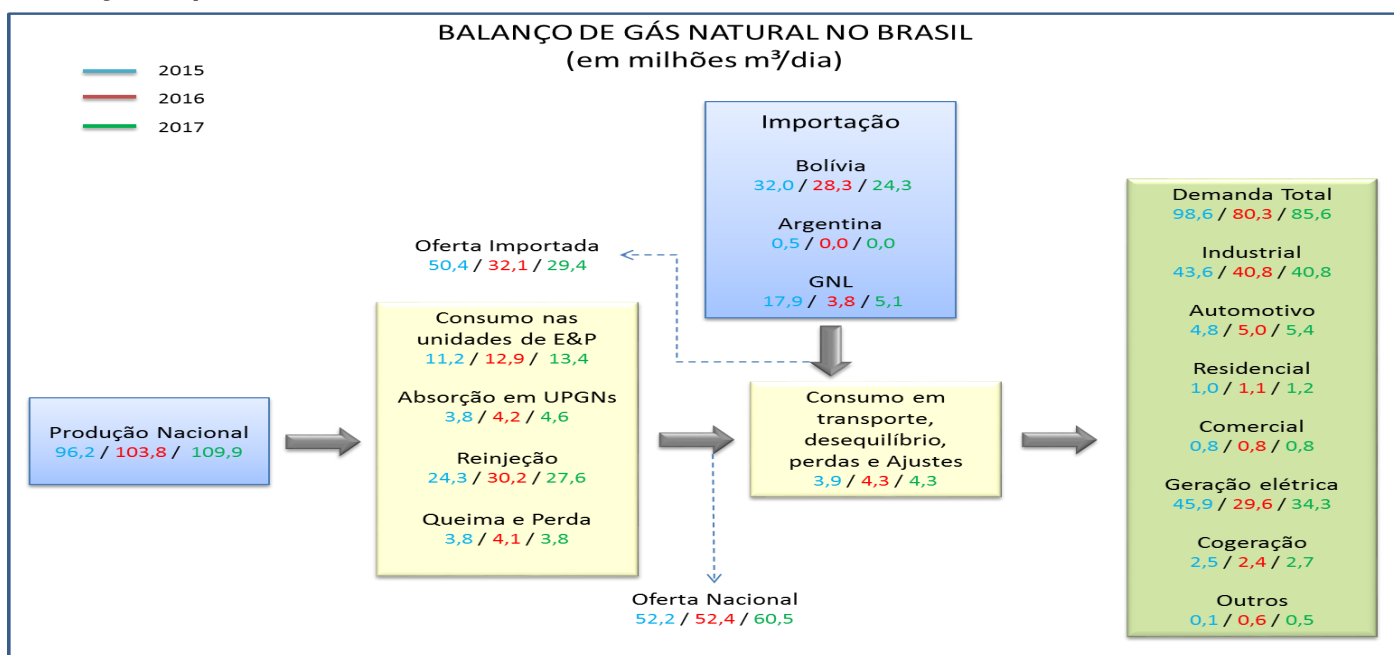 BALANÇO DE GÁS NATURAL NO BRASIL
(em milhões m³/dia)
2015
2016
2017
Importação
Bolívia
32,0 / 28,3 / 24,3
Argentina
0,5 / 0,0 / 0,0
GNL
17,9 / 3,8 / 5,1
Oferta Importada
50,4 / 32,1 / 29,4
Produção Nacional
96,2 / 103,8 / 109,9
Consumo nas
unidades de E&P
11,2 / 12,9 / 13,4
Absorção em UPGNs
3,8 / 4,2 / 4,6
Reinjeção
24,3 / 30,2 / 27,6
Queima e Perda
3,8 / 4,1 / 3,8
Oferta Nacional
52,2 / 52,4 / 60,5
Consumo em
transporte,
desequilíbrio,
perdas e Ajustes
3,9 / 4,3 / 4,3
Demanda Total
98,6 / 80,3 / 85,6
Industrial
43,6 / 40,8 / 40,8
Automotivo
4,8 / 5,0 / 5,4
Residencial
1,0 / 1,1 / 1,2
Comercial
0,8 / 0,8 / 0,8
Geração elétrica
45,9 / 29,6 / 34,3
Cogeração
2,5 / 2,4 / 2,7
Outros
0,1 / 0,6 / 0,5